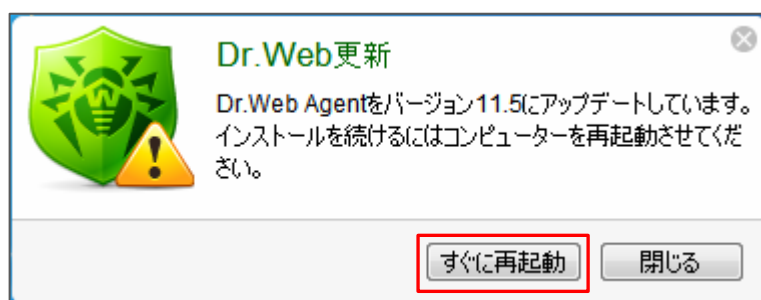 Dr.Web更新
Dr.Web Agentをバージョン11.5にアップデートしています。
インストールを続けるにはコンピューターを再起動させてくだ
さい。
すぐに再起動 閉じる